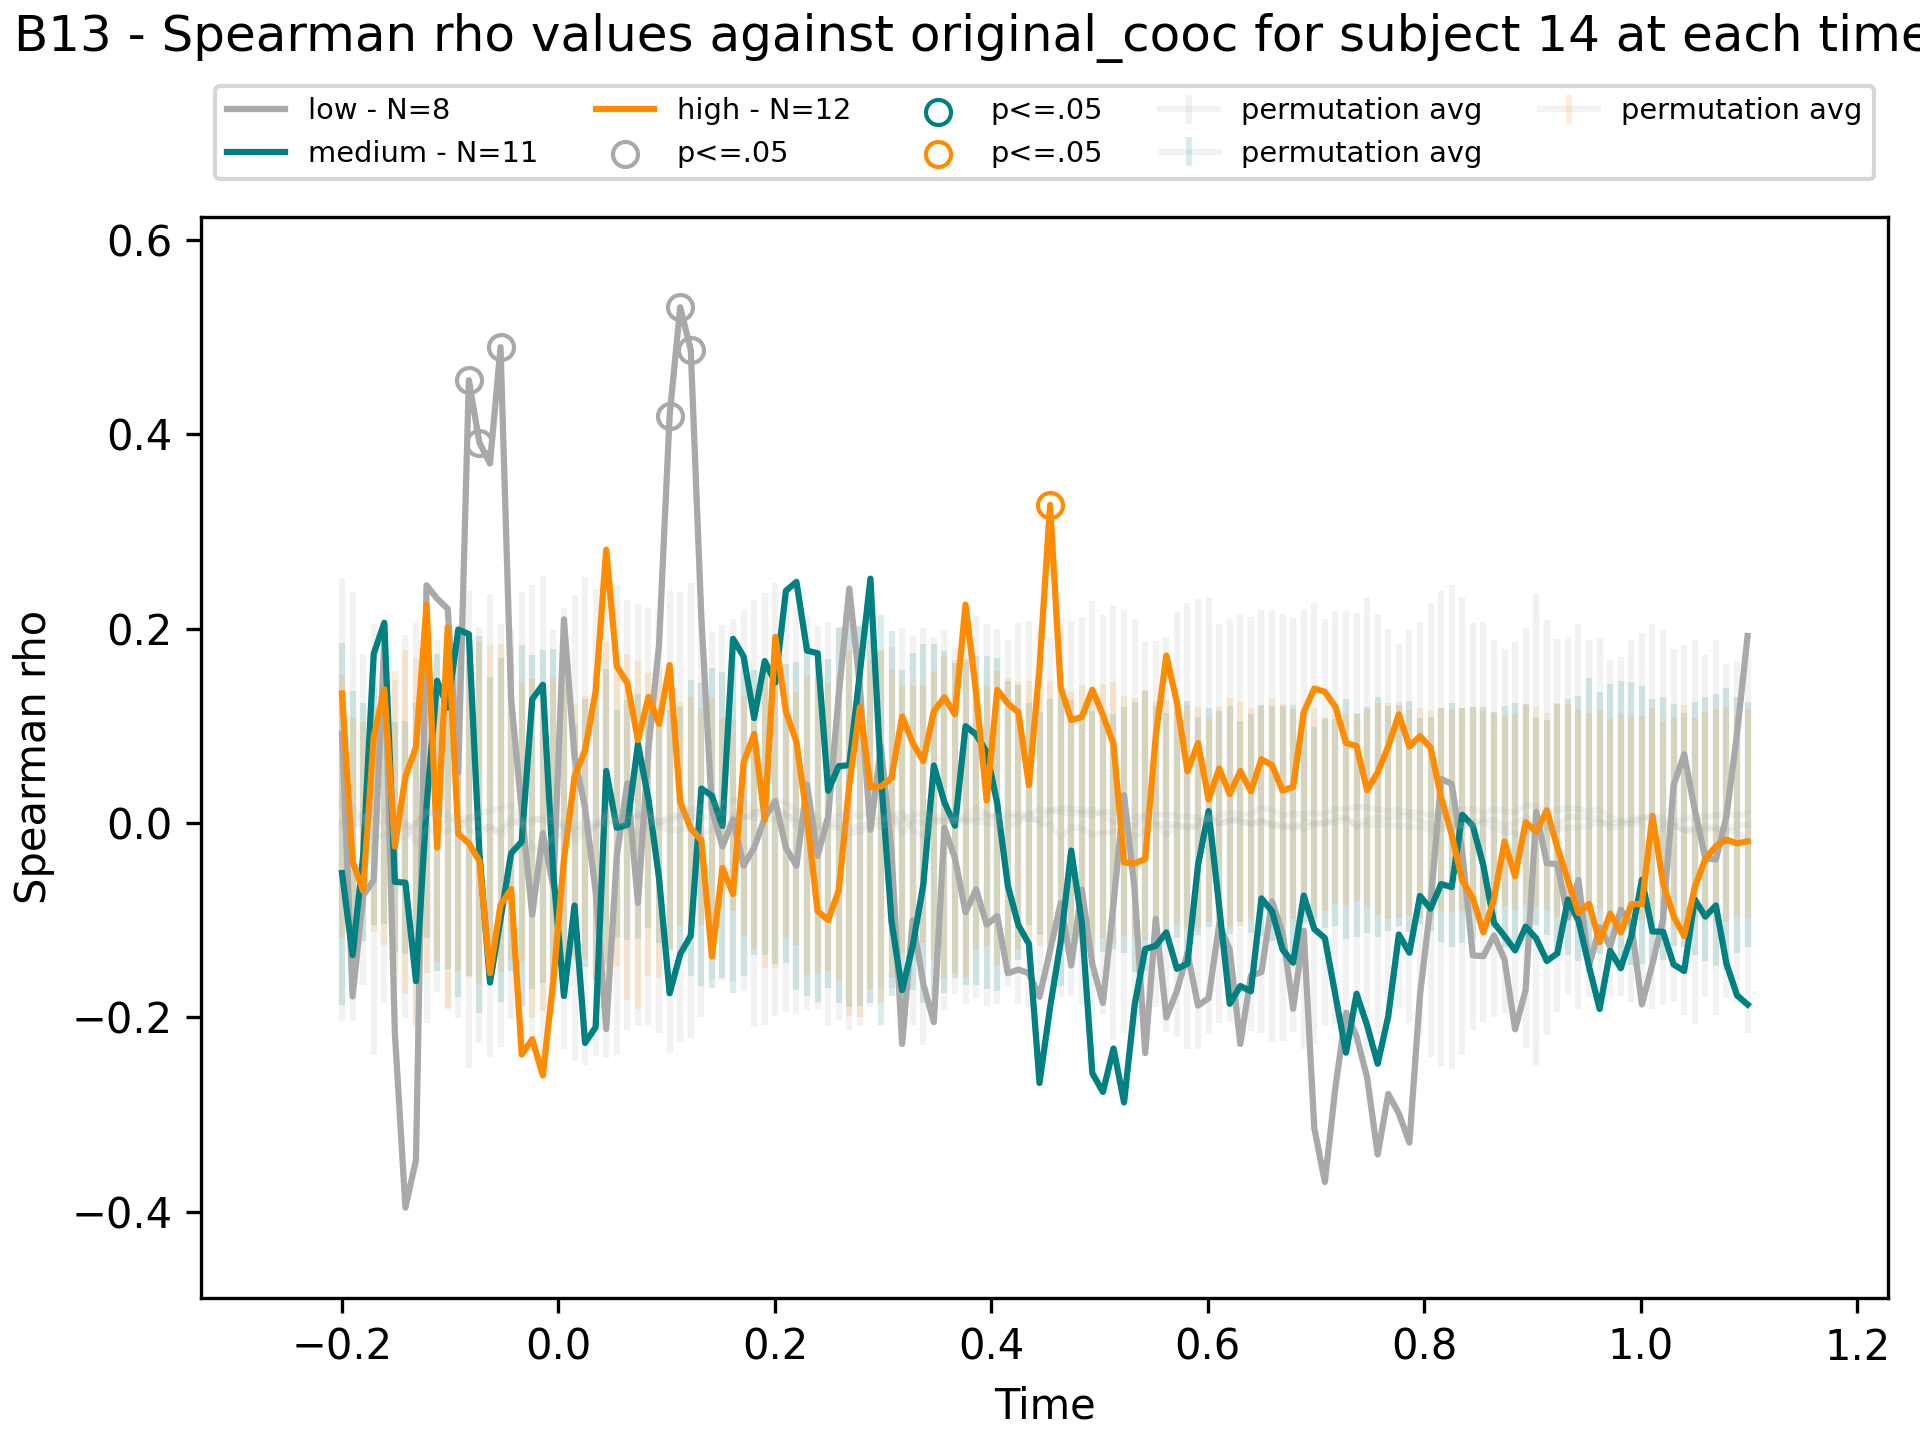 B13 - Spearman rho values against original_cooc for subject 14 at each time
low - N=8
medium - N=11
high - N=12
p<=.05
p<=.05
p<=.05
permutation avg
permutation avg
permutation avg
Spearman rho
0.6
0.4
0.2
0.0
−0.2
−0.4
−0.2
0.0
0.2
0.4
0.6
0.8
1.0
1.2
Time